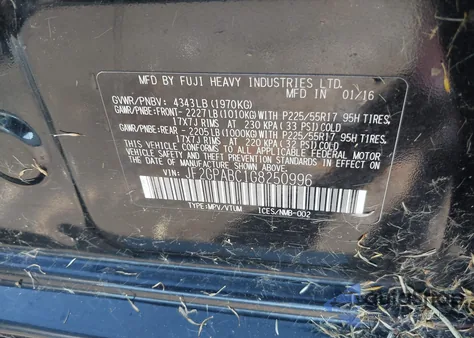 MFD BY FUJI HEAVY INDUSTRIES LTD.
MFD IN 01/16
GVWR/PNBV: 4343LB (1970KG)
GAWR/PNBE:FRONT- 2227LB(1010KG)WITH P225/55R17 95H TIRES,
17X7J RIMS AT 230 KPA (33 PSI)COLD
GAWR/PNBE:REAR - 2205LB(1000KG)WITH P225/55R17 95H TIRES,
17X7J RIMS AT 220 KPA (32 PSI)COLD
THIS VEHICLE CONFORMS TO ALL APPLICABLE FEDERAL MOTOR
VEHICLE SAFETY AND THEFT PREVENTION STANDARDS
IN EFFECT ON THE DATE OF MANUFACTURE SHOWN ABOVE.
VIN: JF2GPABC1G8250996
TYPE:MPV/VTUM ICES/NMB-002